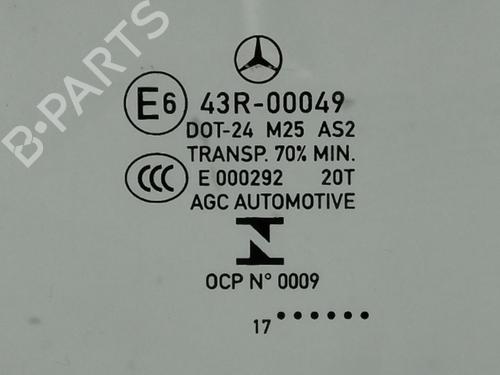 B-PARTS
E6 43R-00049
DOT-24 M25 AS2
TRANSP. 70% MIN.
CCC E 000292 20T
AGC AUTOMOTIVE
N
OCP N° 0009
17 ••••••